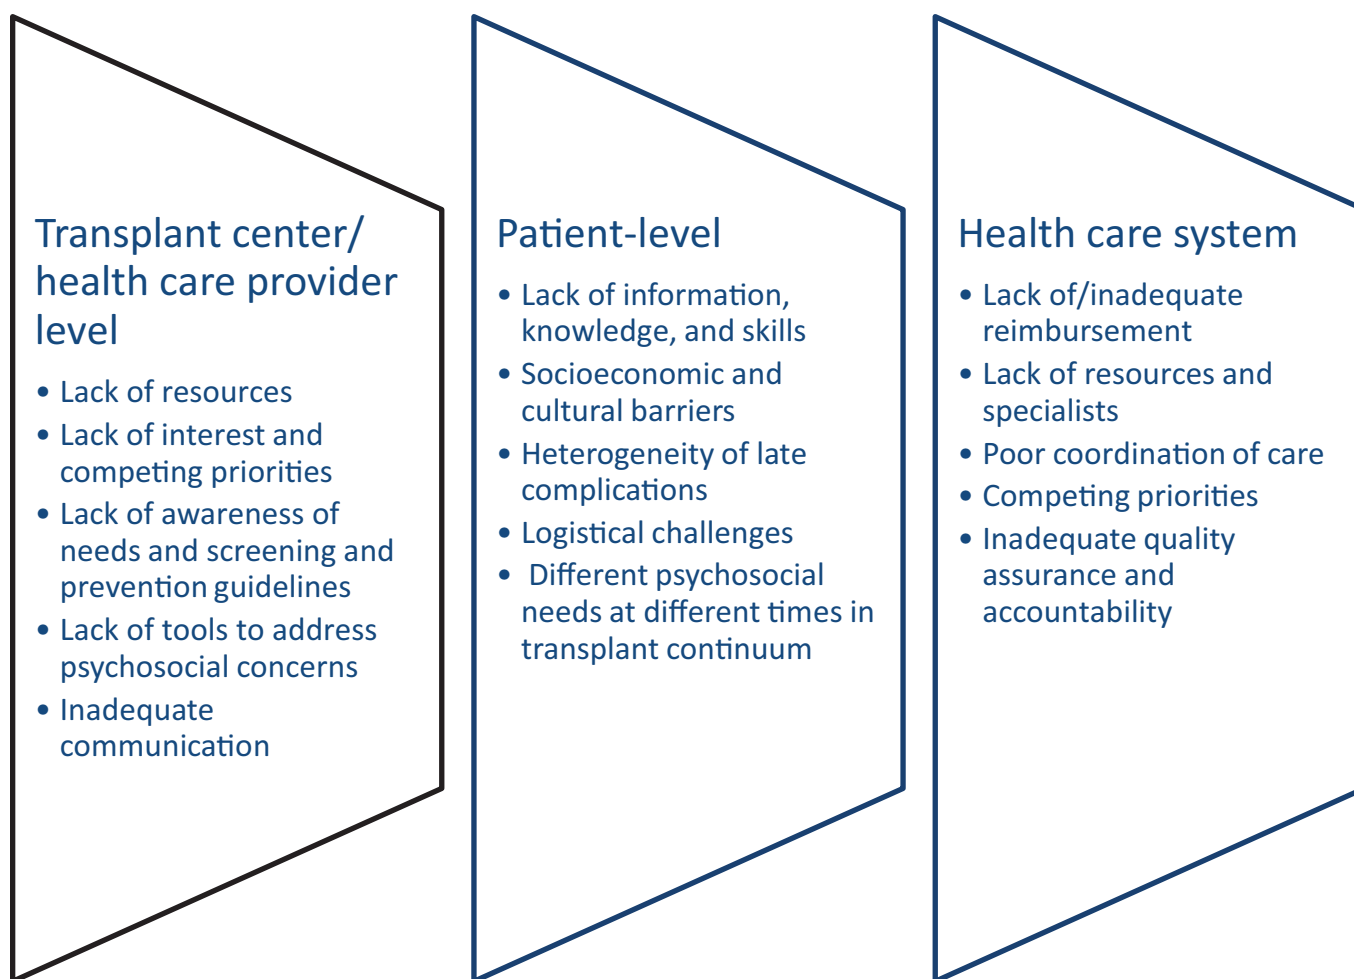 Transplant center/
health care provider
level
• Lack of resources
• Lack of interest and
competing priorities
• Lack of awareness of
needs and screening and
prevention guidelines
• Lack of tools to address
psychosocial concerns
• Inadequate
communication
Patient-level
• Lack of information,
knowledge, and skills
• Socioeconomic and
cultural barriers
• Heterogeneity of late
complications
• Logistical challenges
• Different psychosocial
needs at different times in
transplant continuum
Health care system
• Lack of/inadequate
reimbursement
• Lack of resources and
specialists
• Poor coordination of care
• Competing priorities
• Inadequate quality
assurance and
accountability